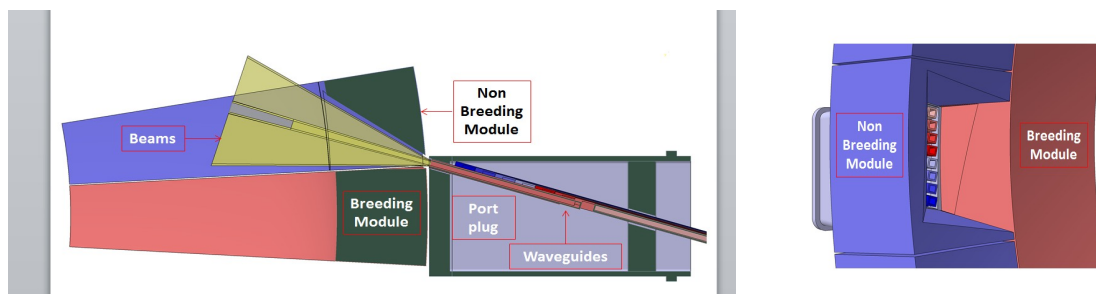 Beams
Non
Breeding
Module
Breeding
Module
Port
plug
Waveguides
Non
Breeding
Module
Breeding
Module